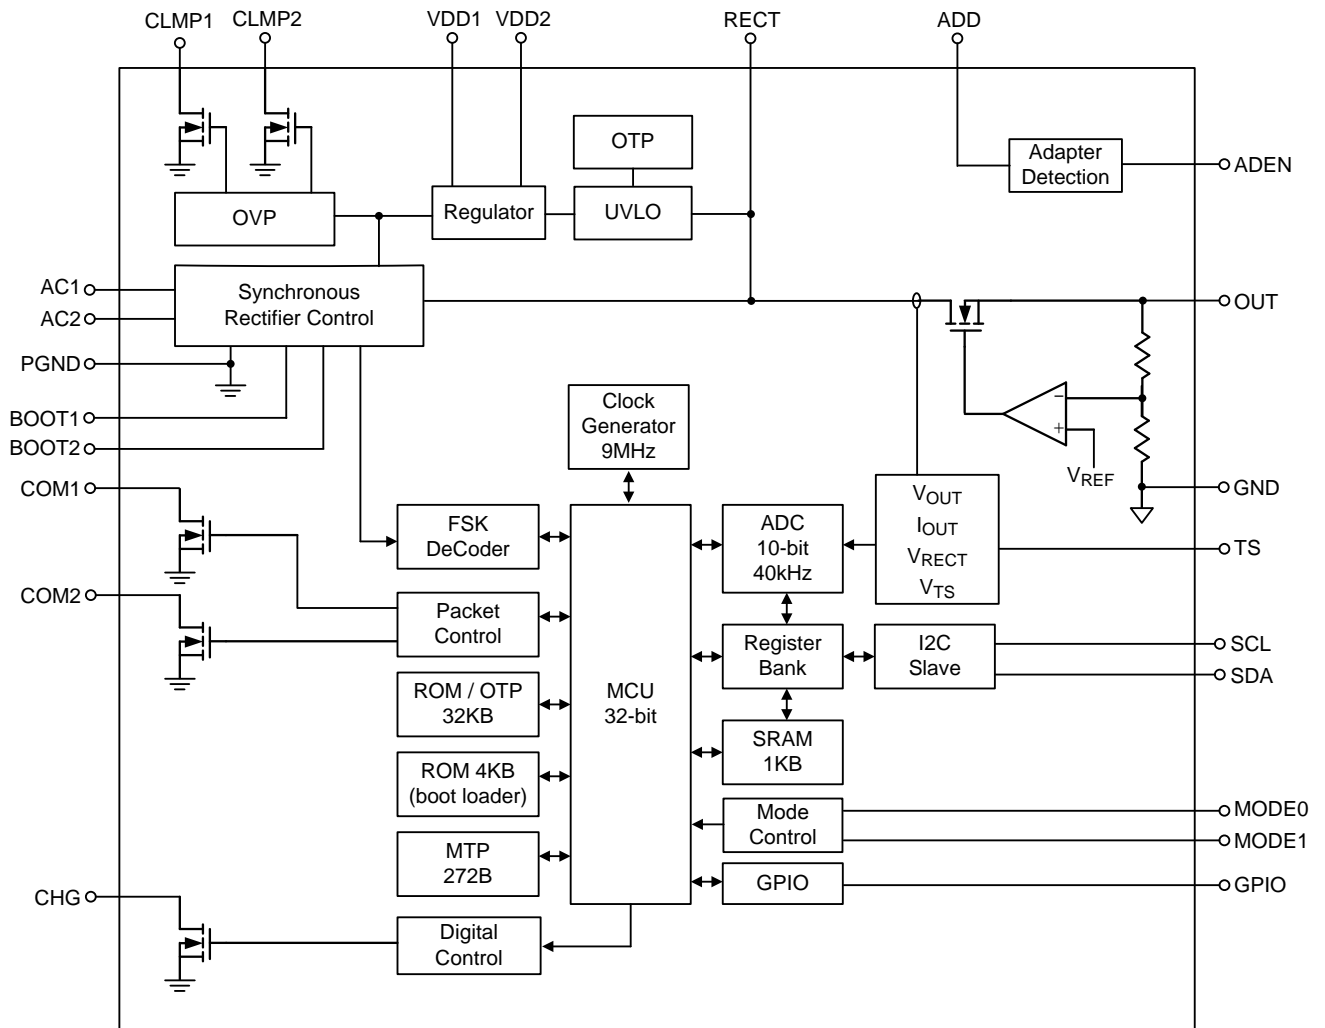 CLMP1
CLMP2
VDD1
VDD2
RECT
ADD
OTP
Adapter
Detection
ADEN
OVP
Regulator
UVLO
AC1
AC2
Synchronous
Rectifier Control
OUT
PGND
BOOT1
BOOT2
Clock
Generator
9MHz
−
+
VREF
COM1
GND
FSK
DeCoder
ADC
10-bit
40kHz
VOUT
IOUT
VRECT
VTS
TS
COM2
Packet
Control
Register
Bank
I2C
Slave
SCL
SDA
MCU
32-bit
ROM / OTP
32KB
SRAM
1KB
ROM 4KB
(boot loader)
Mode
Control
MODE0
MODE1
MTP
272B
GPIO
GPIO
CHG
Digital
Control